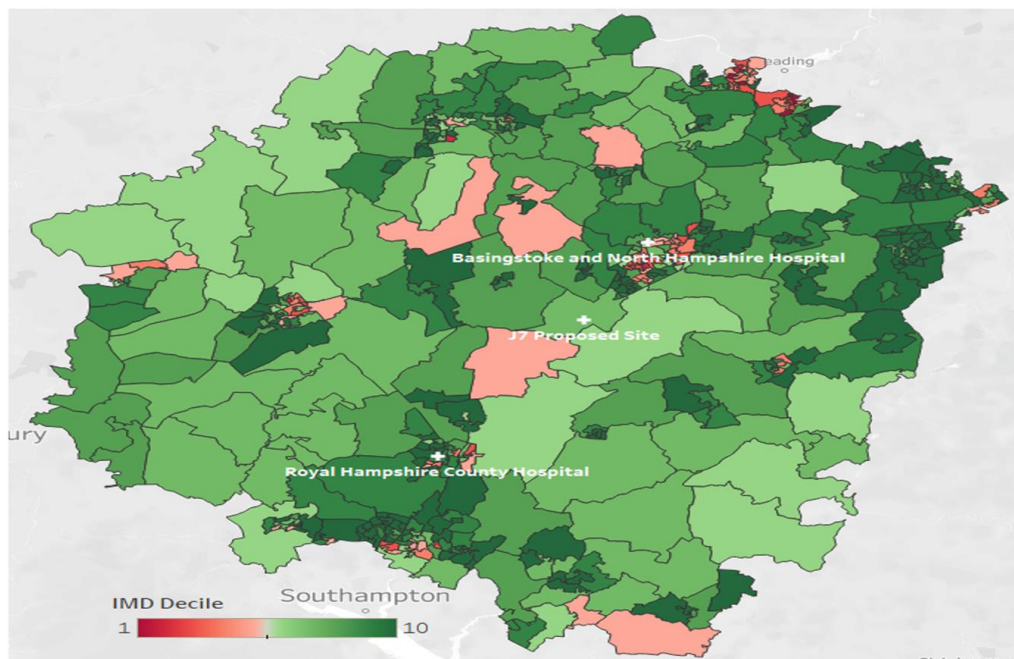 eading
Basingstoke and North Hampshire Hospital
J7 Proposed Site
ury
Royal Hampshire County Hospital
Southampton
IMD Decile
1 10